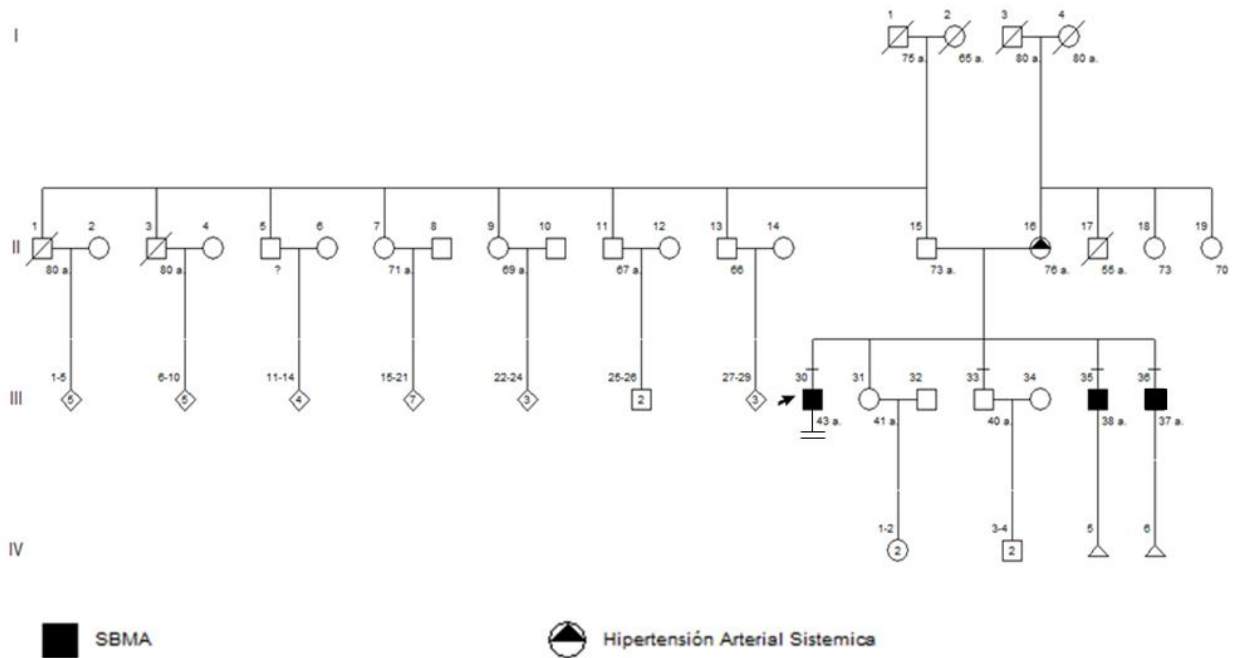 I
1 2 3 4
75 a. 65 a. 80 a. 80 a.
II
1 2 3 4 5 6 7 8 9 10 11 12 13 14 15 16 17 18 19
80 a. 80 a. ? 71 a. 69 a. 67 a. 66 73 a. 76 a. 55 a. 73 70
III
1-5 6-10 11-14 15-21 22-24 25-26 27-29 30 31 32 33 34 35 36
5 5 4 7 3 2 3
43 a. 41 a. 40 a. 38 a. 37 a.
IV
1-2 3-4 5 6
2 2
SBMA Hipertensión Arterial Sistemica